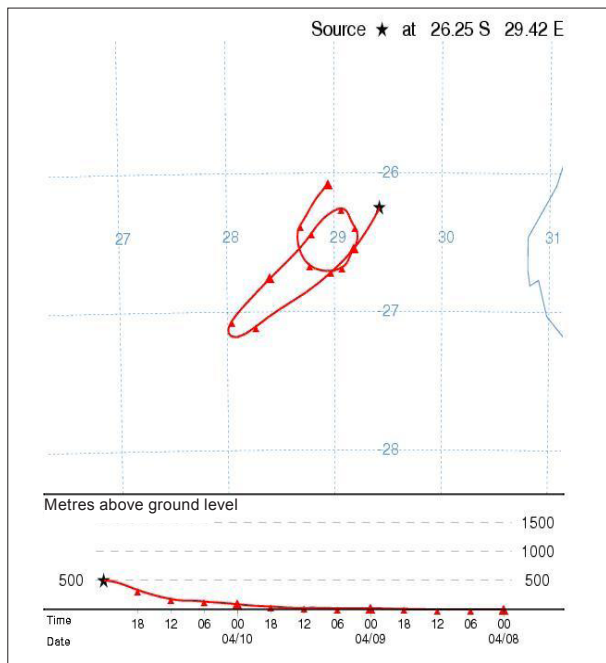 Source ★ at 26.25 S 29.42 E
-26
27 28 29 30 31
-27
-28
Metres above ground level
1500
1000
500 500
Time 18 12 06 00 18 12 06 00 18 12 06 00
Date 04/10 04/09 04/08